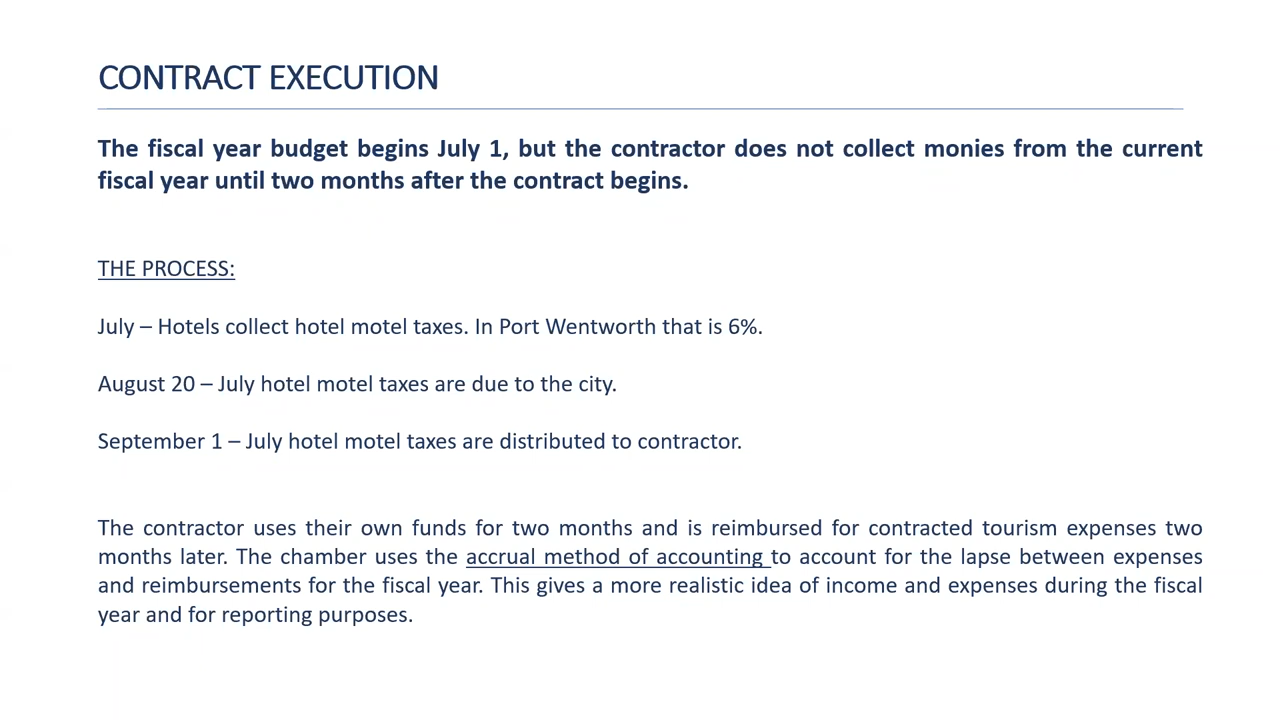 CONTRACT EXECUTION
The fiscal year budget begins July 1, but the contractor does not collect monies from the current
fiscal year until two months after the contract begins.
THE PROCESS:
July – Hotels collect hotel motel taxes. In Port Wentworth that is 6%.
August 20 – July hotel motel taxes are due to the city.
September 1 – July hotel motel taxes are distributed to contractor.
The contractor uses their own funds for two months and is reimbursed for contracted tourism expenses two
months later. The chamber uses the accrual method of accounting to account for the lapse between expenses
and reimbursements for the fiscal year. This gives a more realistic idea of income and expenses during the fiscal
year and for reporting purposes.